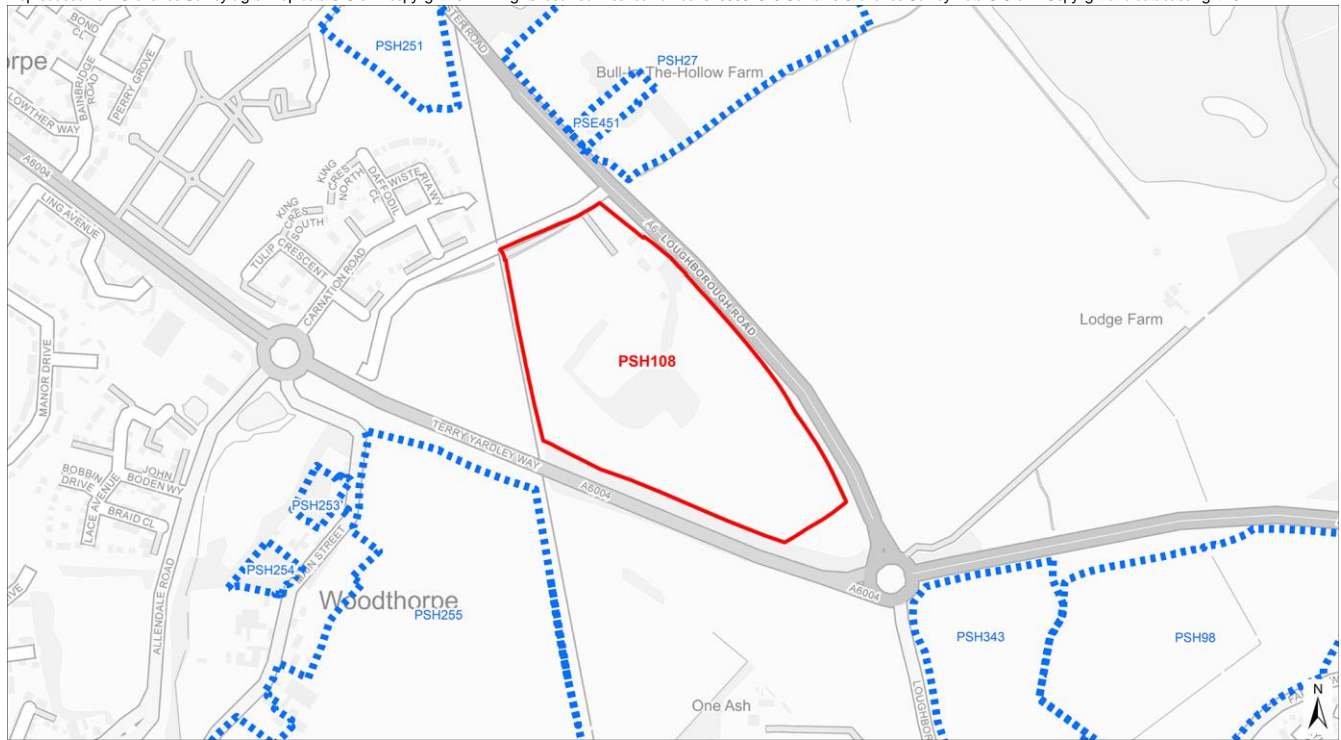 PSH251
STER ROAD
PSH27
Bull-In-The-Hollow Farm
PSE451
rpe
BOND CL
BAINBRIDGE ROAD
PERRY GROVE
LOWTHER WAY
A6004
LING AVENUE
KING CRES NORTH
DAFFODIL CL
WISTERIA WY
KING CRES SOUTH
TULIP CRESCENT
CARNATION ROAD
A6 LOUGHBOROUGH ROAD
Lodge Farm
PSH108
MANOR DRIVE
TERRY YARDLEY WAY
A6004
BOBBIN DRIVE
JOHN BODEN WY
LACE AVENUE
BRAID CL
PSH253
MAIN STREET
PSH254
ALLENDALE ROAD
Woodthorpe
PSH255
A6004
PSH343
PSH98
One Ash
LOUGHBOR
N